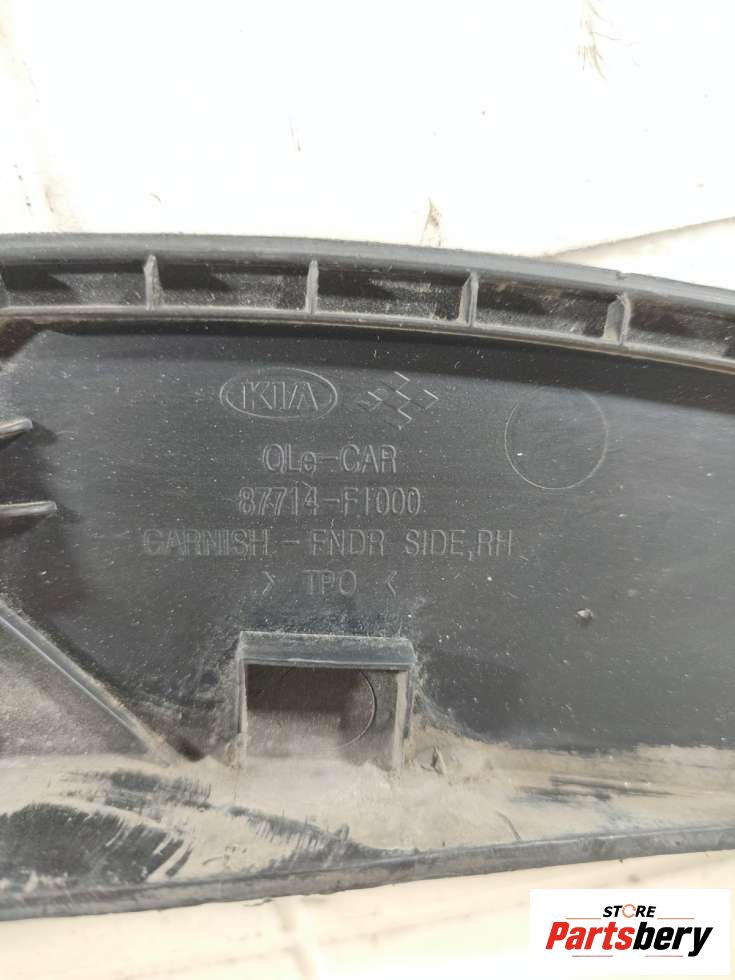 KIA
QLe-CAR
87714-F1000
GARNISH - FNDR SIDE,RH
> TPO <
STORE
Partsbery